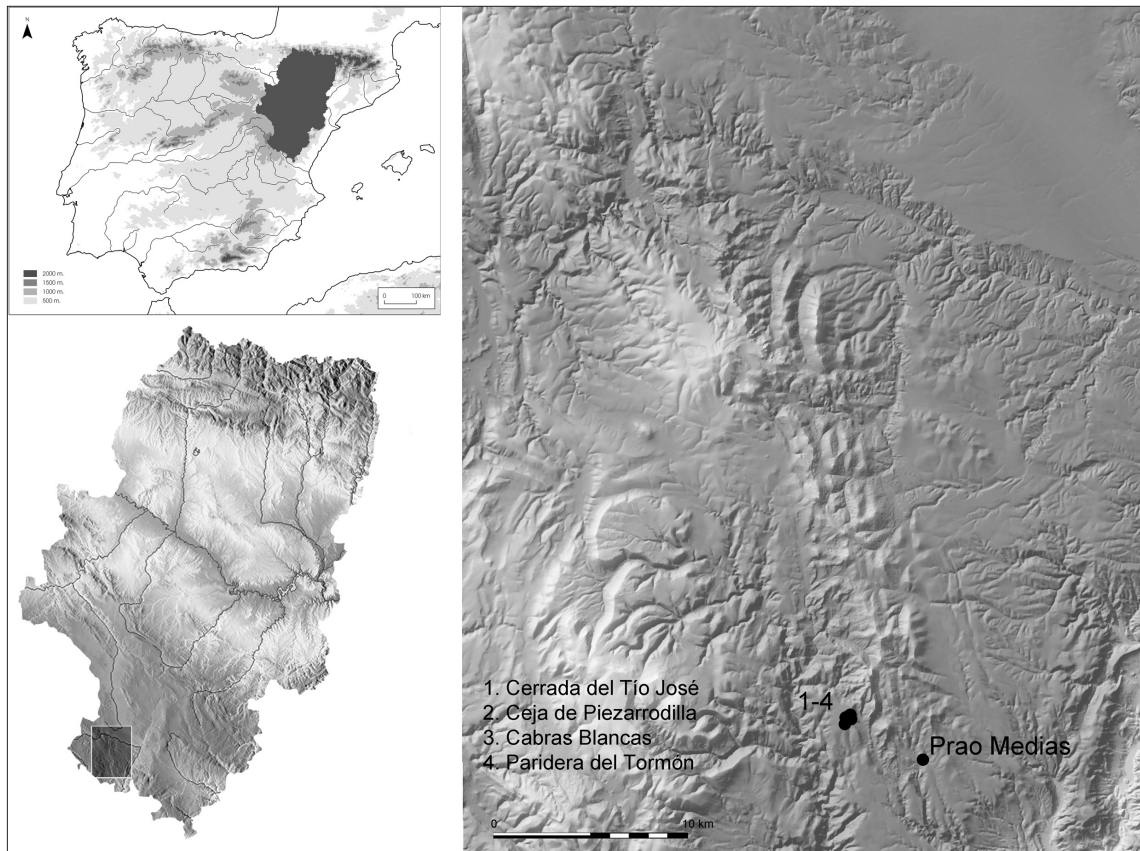 N
2000 m.
1500 m.
1000 m.
500 m.
0 100 km
1. Cerrada del Tío José
2. Ceja de Piezarrodilla
3. Cabras Blancas
4. Paridera del Tormón
1-4
Prao Medias
0 10 km